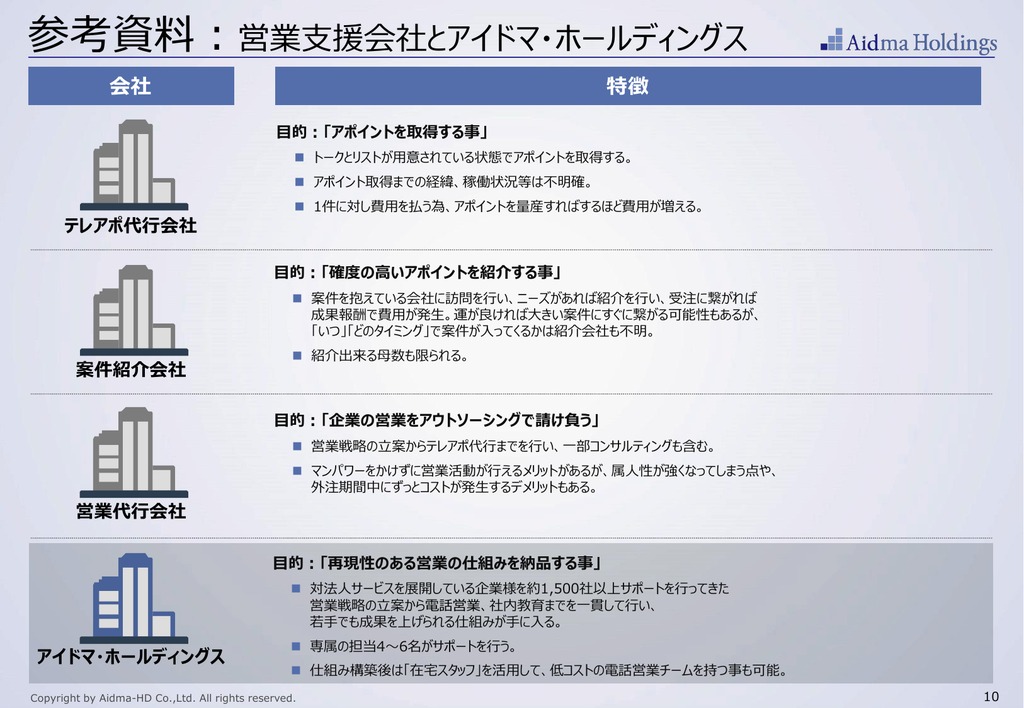 参考資料：営業支援会社とアイドマ・ホールディングス
Aidma Holdings
会社
特徴
目的：「アポイントを取得する事」
■ トークとリストが用意されている状態でアポイントを取得する。
■ アポイント取得までの経緯、稼働状況等は不明確。
■ 1件に対し費用を払う為、アポイントを量産すればするほど費用が増える。
テレアポ代行会社
目的：「確度の高いアポイントを紹介する事」
■ 案件を抱えている会社に訪問を行い、ニーズがあれば紹介を行い、受注に繋がれば
成果報酬で費用が発生。運が良ければ大きい案件にすぐに繋がる可能性もあるが、
「いつ」「どのタイミング」で案件が入ってくるかは紹介会社も不明。
■ 紹介出来る母数も限られる。
案件紹介会社
目的：「企業の営業をアウトソーシングで請け負う」
■ 営業戦略の立案からテレアポ代行までを行い、一部コンサルティングも含む。
■ マンパワーをかけずに営業活動が行えるメリットがあるが、属人性が強くなってしまう点や、
外注期間中にずっとコストが発生するデメリットもある。
営業代行会社
目的：「再現性のある営業の仕組みを納品する事」
■ 対法人サービスを展開している企業様を約1,500社以上サポートを行ってきた
営業戦略の立案から電話営業、社内教育までを一貫して行い、
若手でも成果を上げられる仕組みが手に入る。
■ 専属の担当4～6名がサポートを行う。
■ 仕組み構築後は「在宅スタッフ」を活用して、低コストの電話営業チームを持つ事も可能。
アイドマ・ホールディングス
Copyright by Aidma-HD Co.,Ltd. All rights reserved.
10